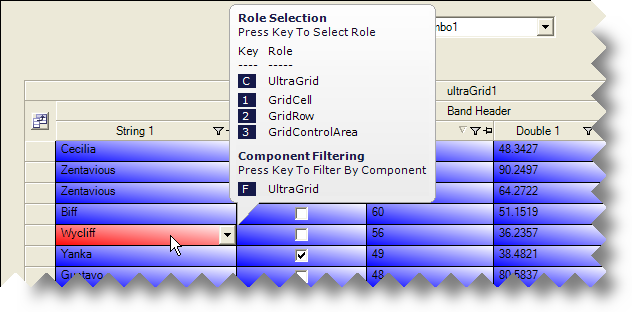 Role Selection
Press Key To Select Role
Key Role
---- -----
C UltraGrid
1 GridCell
2 GridRow
3 GridControlArea
Component Filtering
Press Key To Filter By Component
F UltraGrid
mbo1
ultraGrid1
Band Header
String 1 Double 1
Cecilia 48.3427
Zentavious 90.2497
Zentavious 64.2722
Biff 60 51.1519
Wycliff 56 36.2357
Yanka 49 38.4821
Gustavo 48 80.5837